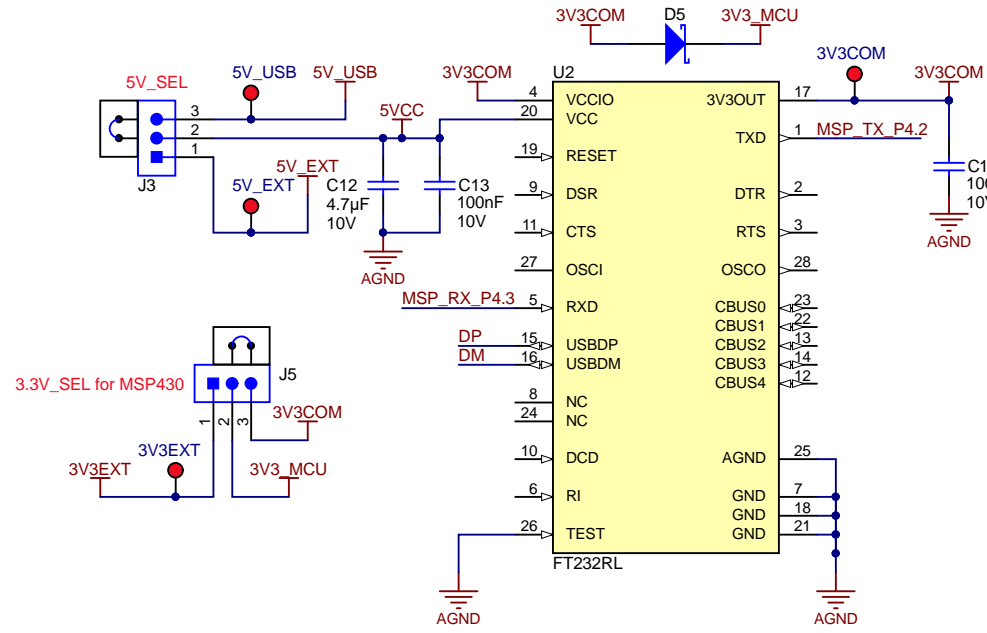 3V3COM
D5
3V3_MCU
5V_SEL
5V_USB
5V_USB
3
2
1
J3
5V_EXT
5V_EXT
5VCC
C12
4.7µF
10V
C13
100nF
10V
AGND
3V3COM
U2
4 VCCIO
20 VCC
19 RESET
9 DSR
11 CTS
27 OSCI
MSP_RX_P4.3
5 RXD
DP
15 USBDP
DM
16 USBDM
8 NC
24 NC
10 DCD
6 RI
26 TEST
FT232RL
AGND
3V3OUT 17
TXD 1
MSP_TX_P4.2
DTR 2
RTS 3
OSCO 28
CBUS0 23
CBUS1 22
CBUS2 13
CBUS3 14
CBUS4 12
AGND 25
GND 7
GND 18
GND 21
AGND
3V3COM
3V3COM
AGND
3.3V_SEL for MSP430
J5
1
2
3
3V3COM
3V3EXT
3V3EXT
3V3_MCU